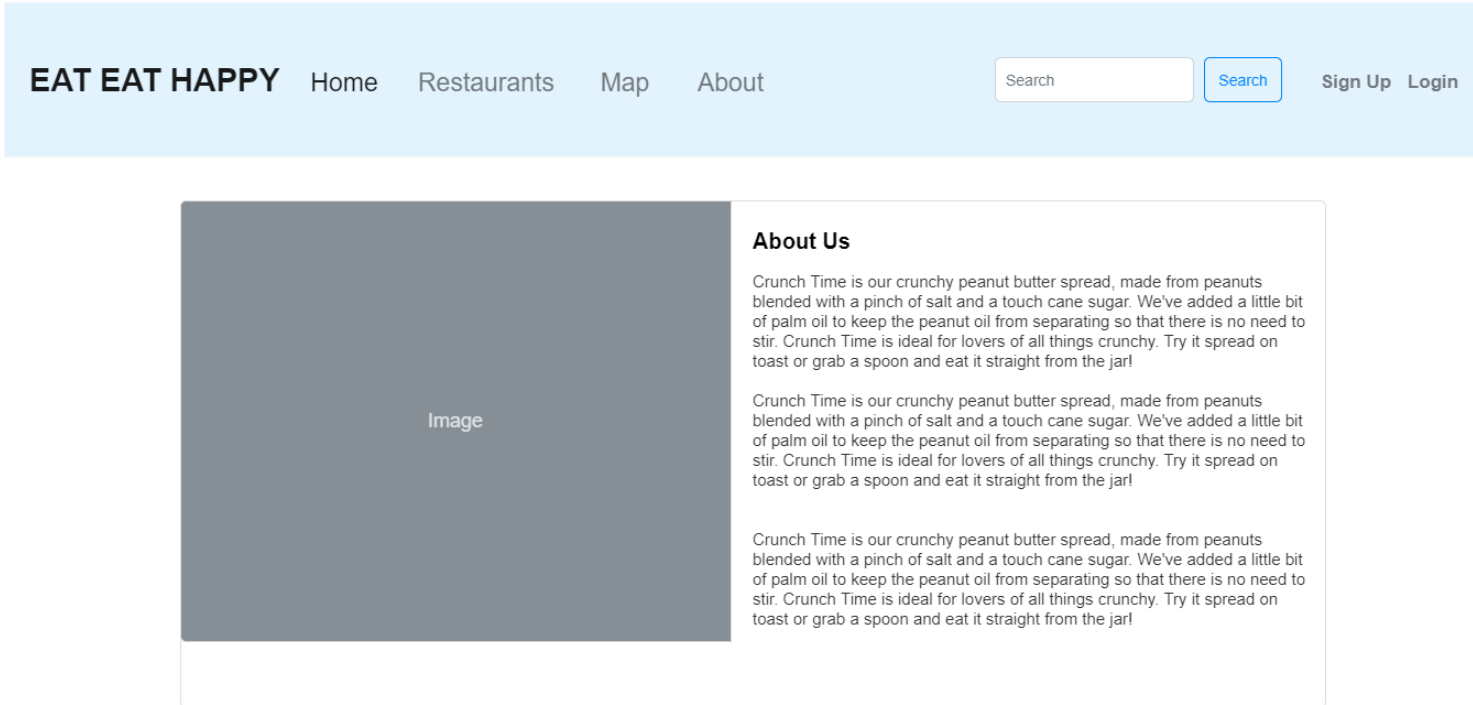 EAT EAT HAPPY Home Restaurants Map About Search Search Sign Up Login
Image
About Us
Crunch Time is our crunchy peanut butter spread, made from peanuts
blended with a pinch of salt and a touch cane sugar. We've added a little bit
of palm oil to keep the peanut oil from separating so that there is no need to
stir. Crunch Time is ideal for lovers of all things crunchy. Try it spread on
toast or grab a spoon and eat it straight from the jar!
Crunch Time is our crunchy peanut butter spread, made from peanuts
blended with a pinch of salt and a touch cane sugar. We've added a little bit
of palm oil to keep the peanut oil from separating so that there is no need to
stir. Crunch Time is ideal for lovers of all things crunchy. Try it spread on
toast or grab a spoon and eat it straight from the jar!
Crunch Time is our crunchy peanut butter spread, made from peanuts
blended with a pinch of salt and a touch cane sugar. We've added a little bit
of palm oil to keep the peanut oil from separating so that there is no need to
stir. Crunch Time is ideal for lovers of all things crunchy. Try it spread on
toast or grab a spoon and eat it straight from the jar!